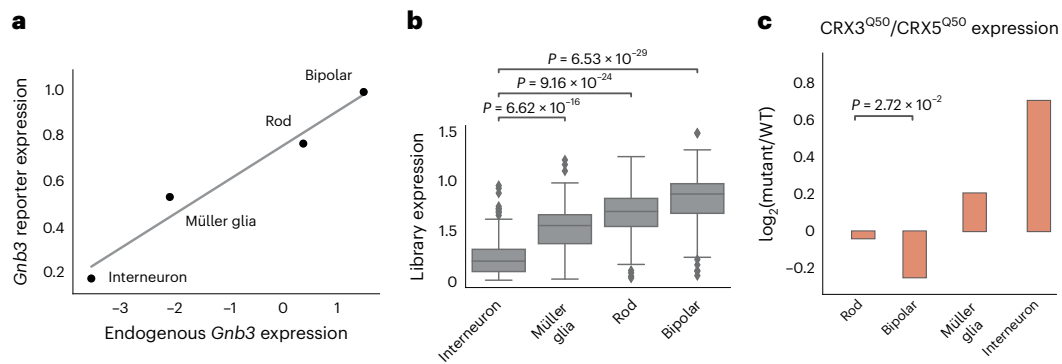 a
Gnb3 reporter expression
1.0
0.8
0.6
0.4
0.2
Bipolar
Rod
Müller glia
Interneuron
–3
–2
–1
0
1
Endogenous Gnb3 expression
b
P = 6.53 × 10⁻²⁹
P = 9.16 × 10⁻²⁴
P = 6.62 × 10⁻¹⁶
Library expression
1.5
1.0
1.5
0
Interneuron
Müller
glia
Rod
Bipolar
c
CRX3^Q50/CRX5^Q50 expression
log₂(mutant/WT)
0.8
0.6
0.4
0.2
0
–0.2
P = 2.72 × 10⁻²
Rod
Bipolar
Müller
glia
Interneuron